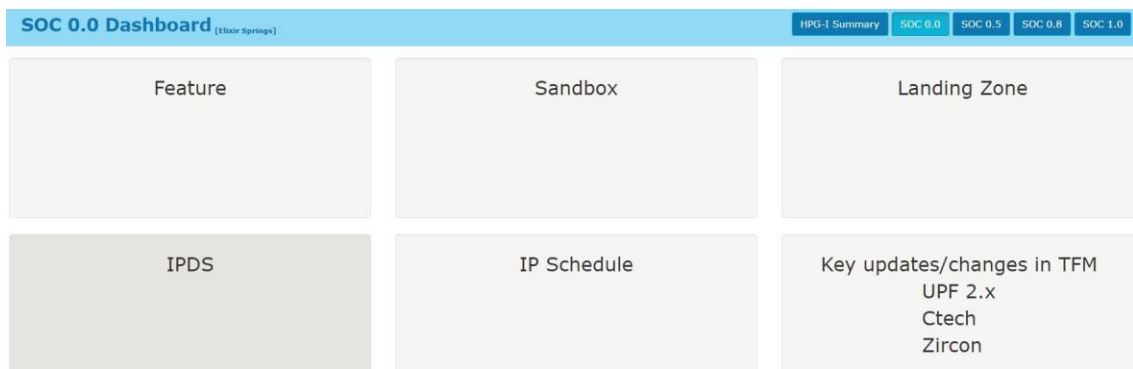 SOC 0.0 Dashboard [Elixir Springs]
HPG-I Summary SOC 0.0 SOC 0.5 SOC 0.8 SOC 1.0
Feature
Sandbox
Landing Zone
IPDS
IP Schedule
Key updates/changes in TFM
UPF 2.x
Ctech
Zircon